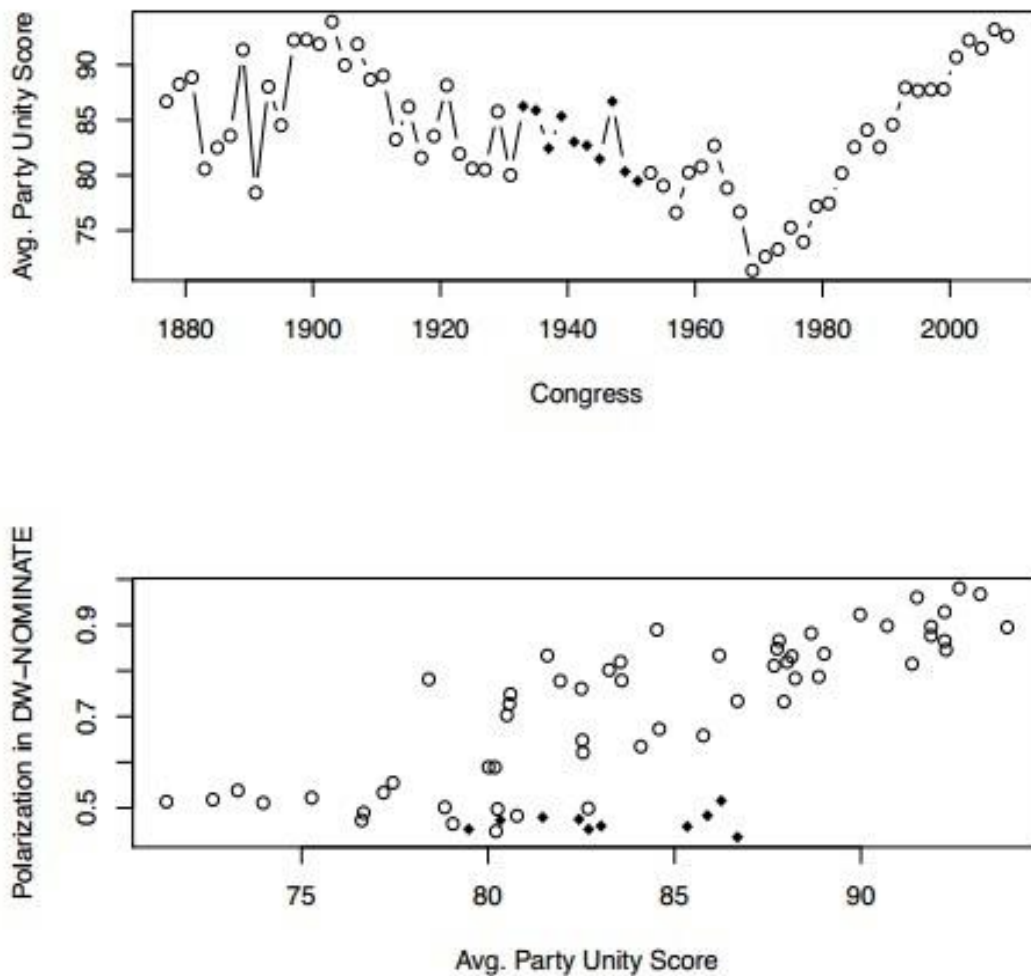 Avg. Party Unity Score
90
85
80
75
1880 1900 1920 1940 1960 1980 2000
Congress
Polarization in DW-NOMINATE
0.9
0.7
0.5
75 80 85 90
Avg. Party Unity Score